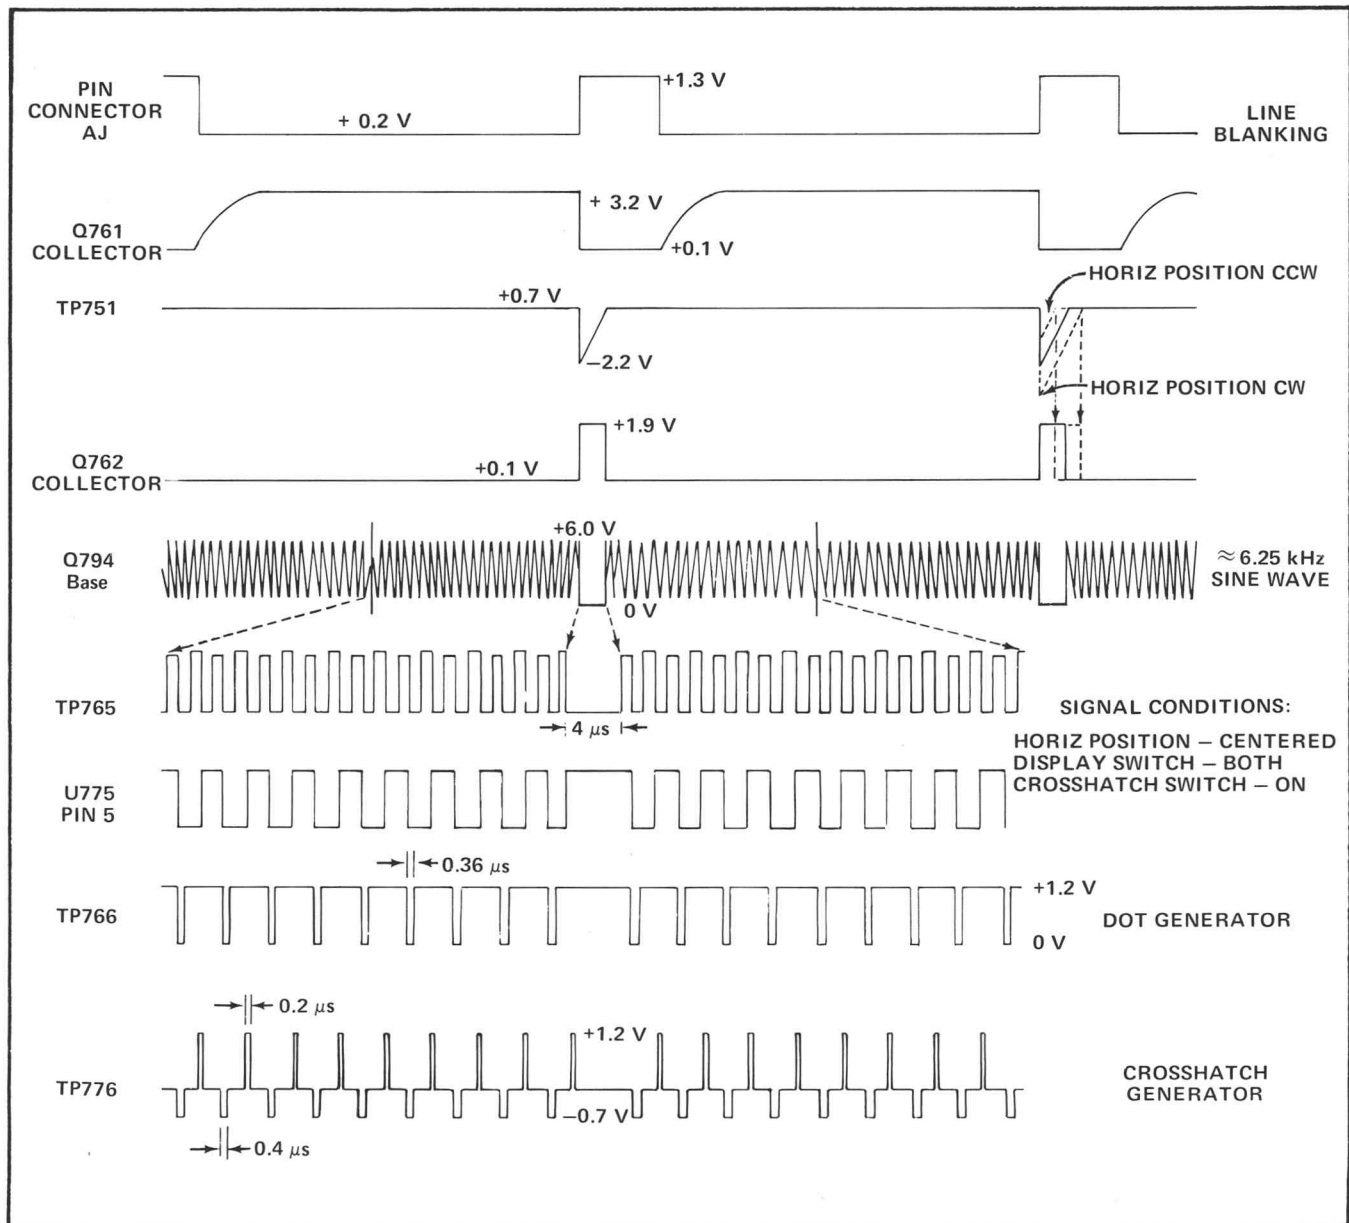 PIN
CONNECTOR
AJ
+ 0.2 V
+1.3 V
LINE
BLANKING
Q761
COLLECTOR
+ 3.2 V
+0.1 V
TP751
+0.7 V
−2.2 V
HORIZ POSITION CCW
HORIZ POSITION CW
Q762
COLLECTOR
+0.1 V
+1.9 V
Q794
Base
+6.0 V
0 V
≈ 6.25 kHz
SINE WAVE
TP765
4 μs
SIGNAL CONDITIONS:
HORIZ POSITION – CENTERED
DISPLAY SWITCH – BOTH
CROSSHATCH SWITCH – ON
U775
PIN 5
0.36 μs
TP766
+1.2 V
0 V
DOT GENERATOR
0.2 μs
TP776
+1.2 V
−0.7 V
0.4 μs
CROSSHATCH
GENERATOR